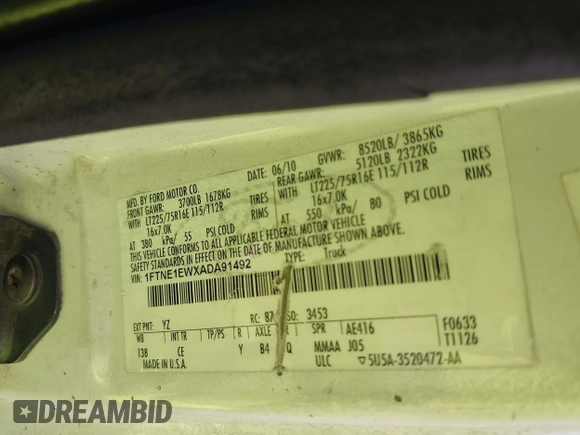 MFD. BY FORD MOTOR CO.
DATE: 06/10 GVWR: 8520LB/ 3865KG
FRONT GAWR: 3700LB 1678KG
REAR GAWR: 5120LB 2322KG
WITH LT225/75R16E 115/112R TIRES
WITH LT225/75R16E 115/112R TIRES
16x7.0K RIMS
16x7.0K RIMS
AT 380 kPa/ 55 PSI COLD
AT 550 kPa/ 80 PSI COLD
THIS VEHICLE CONFORMS TO ALL APPLICABLE FEDERAL MOTOR VEHICLE
SAFETY STANDARDS IN EFFECT ON THE DATE OF MANUFACTURE SHOWN ABOVE.
VIN: 1FTNE1EWXADA91492
TYPE: Truck
EXT PNT: YZ RC: 87 DSO: 3453
WB INT TR TP/PS R AXLE TR SPR AE416 F0633
138 CE Y B4 Q MMAA J05 T1126
MADE IN U.S.A. ULC 5U5A-3520472-AA
DREAMBID